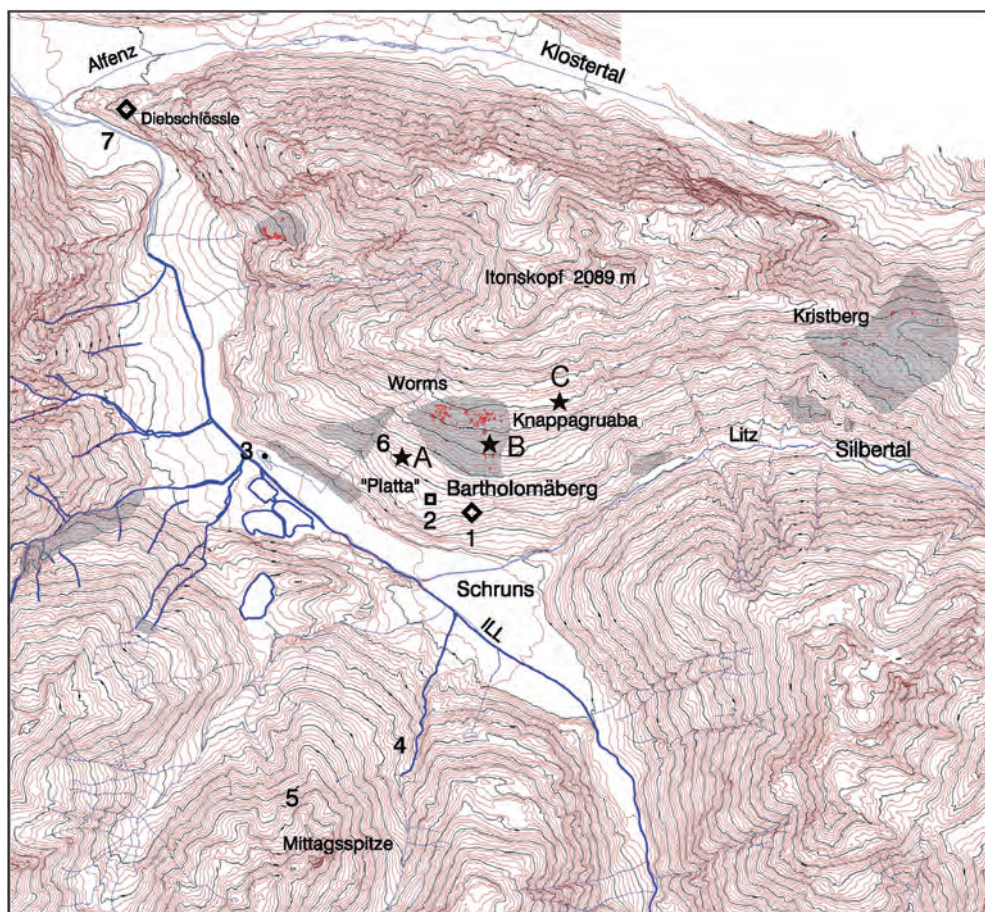 Alfenz
Klostertal
Diebschlössle
7
Itonskopf 2089 m
Kristberg
C
Worms
Knappagruaba
B
Litz
Silbertal
6
A
3
"Platta"
Bartholomäberg
2
1
Schruns
ILL
4
5
Mittagsspitze